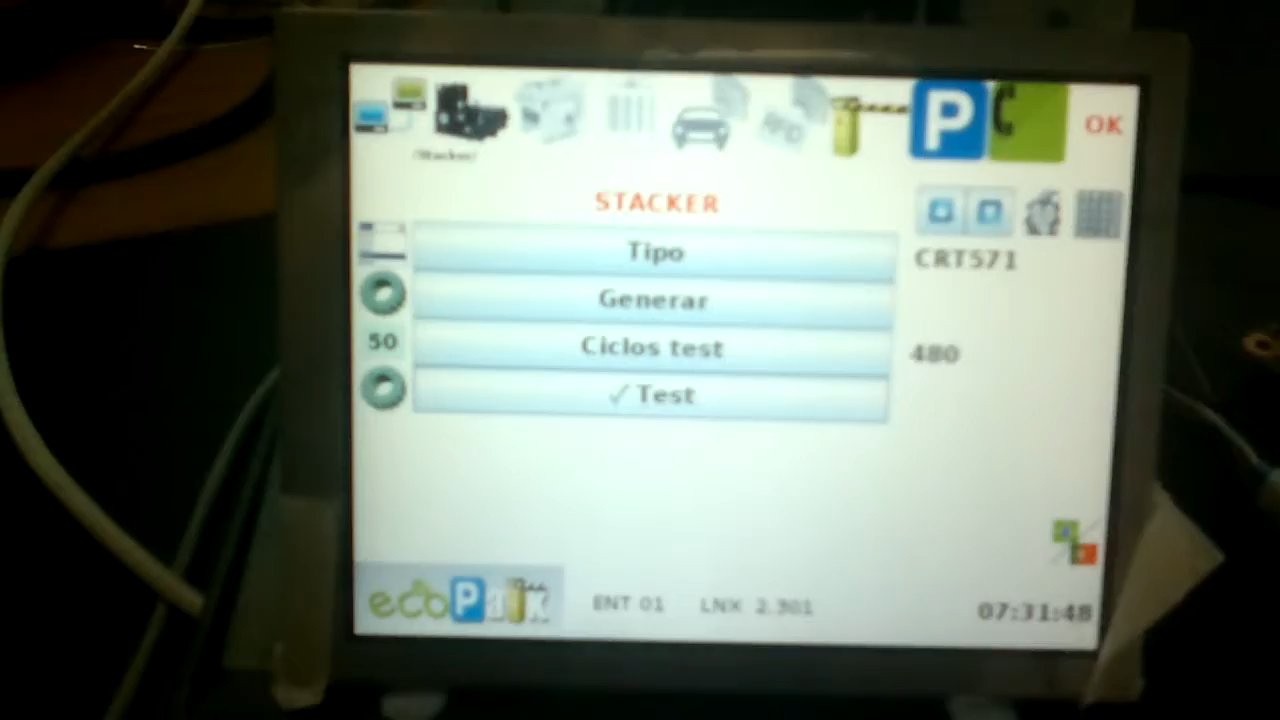 /Stacker/
P
OK
STACKER
Tipo
CRT571
Generar
50
Ciclos test
480
✓ Test
ecoPark
ENT 01
LNX 2.301
07:31:48